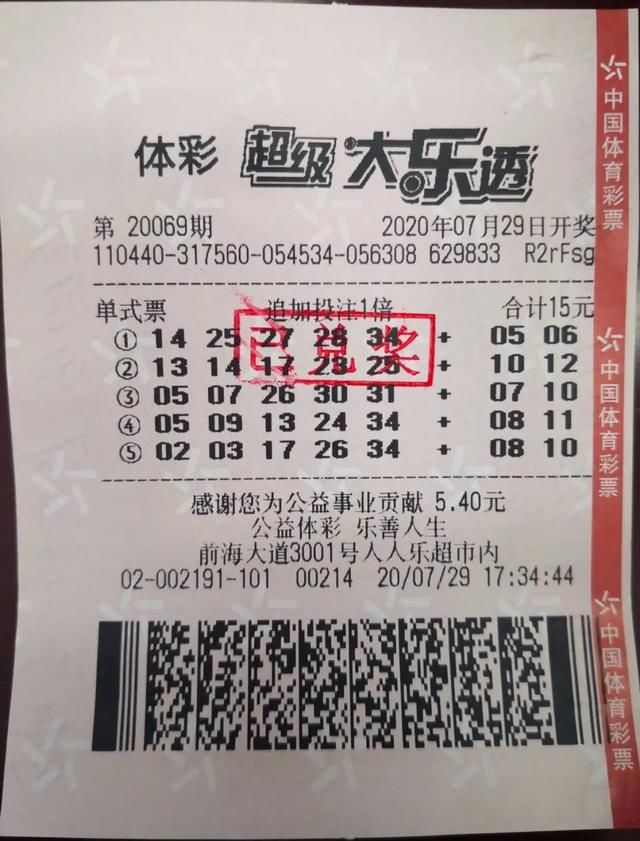 体彩 超级大乐透
第 20069期 2020年07月29日开奖
110440-317560-054534-056308 629833 R2rFsg
单式票 追加投注1倍 合计15元
① 14 25 27 28 34 + 05 06
② 13 14 17 23 25 + 10 12
③ 05 07 26 30 31 + 07 10
④ 05 09 13 24 34 + 08 11
⑤ 02 03 17 26 34 + 08 10
已兑奖
感谢您为公益事业贡献 5.40元
公益体彩 乐善人生
前海大道3001号人人乐超市内
02-002191-101 00214 20/07/29 17:34:44
中国体育彩票
中国体育彩票
中国体育彩票